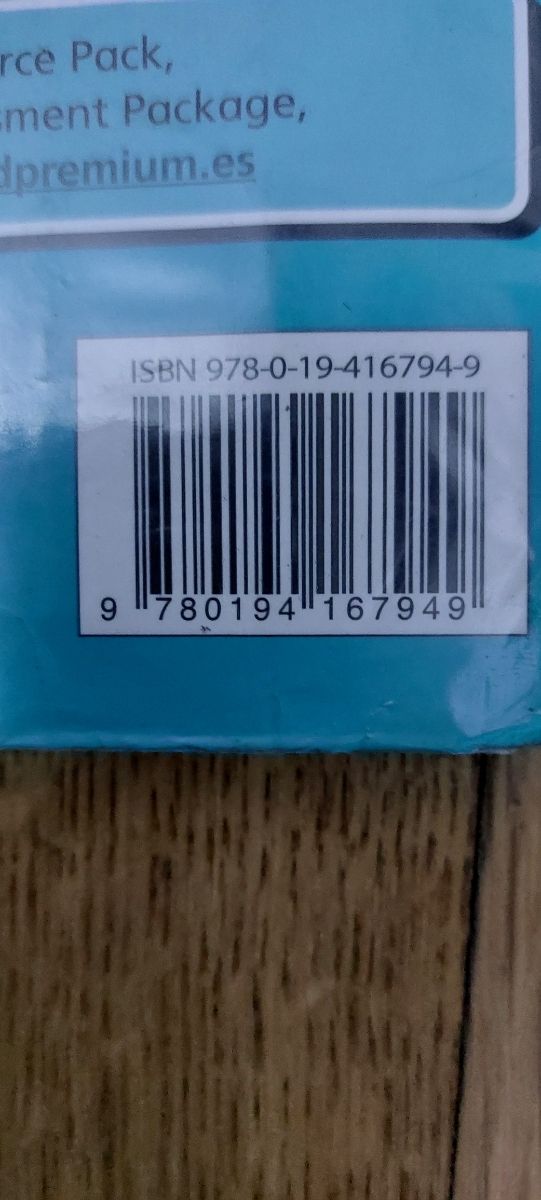 rce Pack,
sment Package,
dpremium.es
ISBN 978-0-19-416794-9
9 780194 167949